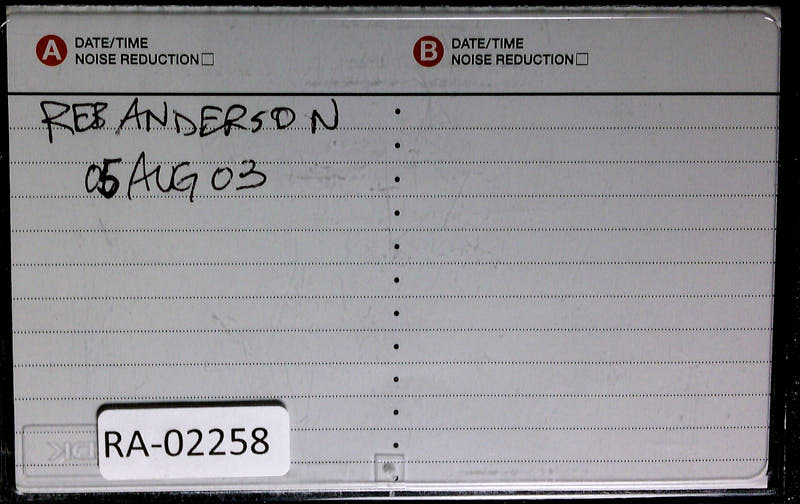 A DATE/TIME
NOISE REDUCTION
B DATE/TIME
NOISE REDUCTION
REB ANDERSON
05 AUG 03
RA-02258